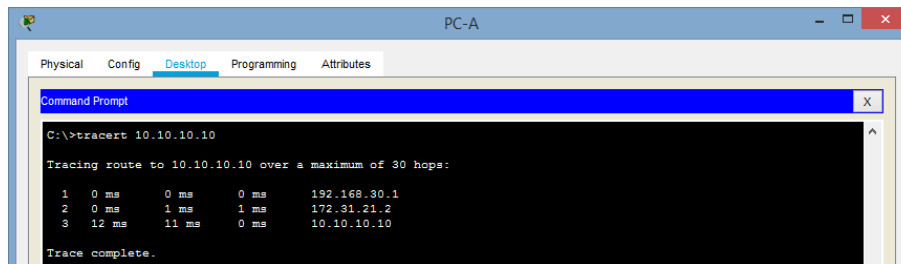 PC-A
Physical Config Desktop Programming Attributes
Command Prompt X
C:\>tracert 10.10.10.10
Tracing route to 10.10.10.10 over a maximum of 30 hops:
1 0 ms 0 ms 0 ms 192.168.30.1
2 0 ms 1 ms 1 ms 172.31.21.2
3 12 ms 11 ms 0 ms 10.10.10.10
Trace complete.